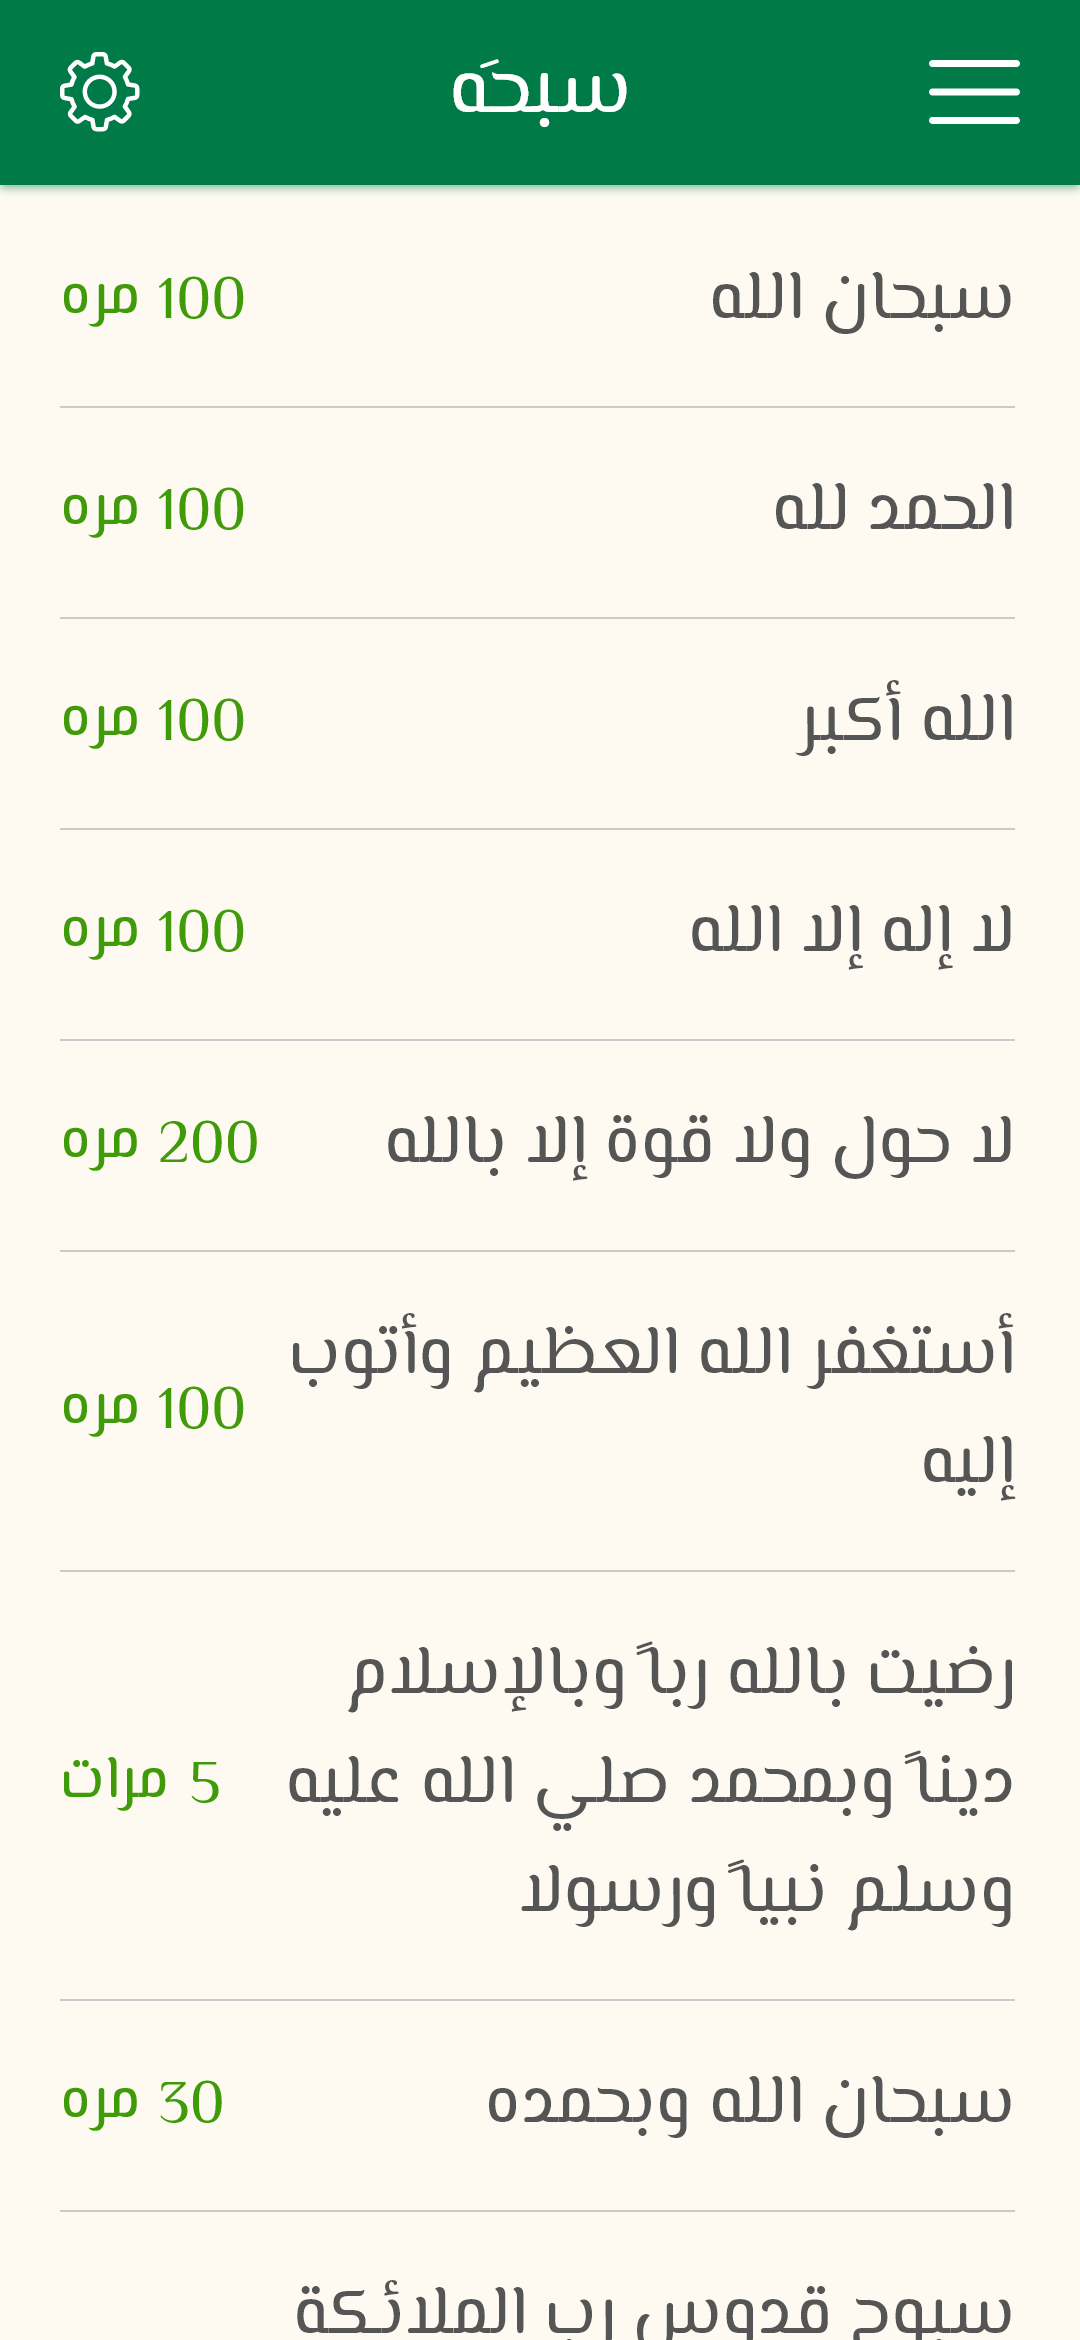 سبحَه
سبحان الله
100 مره
الحمد لله
100 مره
الله أكبر
100 مره
لا إله إلا الله
100 مره
لا حول ولا قوة إلا بالله
200 مره
أستغفر الله العظيم وأتوب
إليه
100 مره
رضيت بالله رباً وبالإسلام
ديناً وبمحمد صلي الله عليه
وسلم نبياً ورسولا
5 مرات
سبحان الله وبحمده
30 مره
سبوح قدوس رب الملائكة